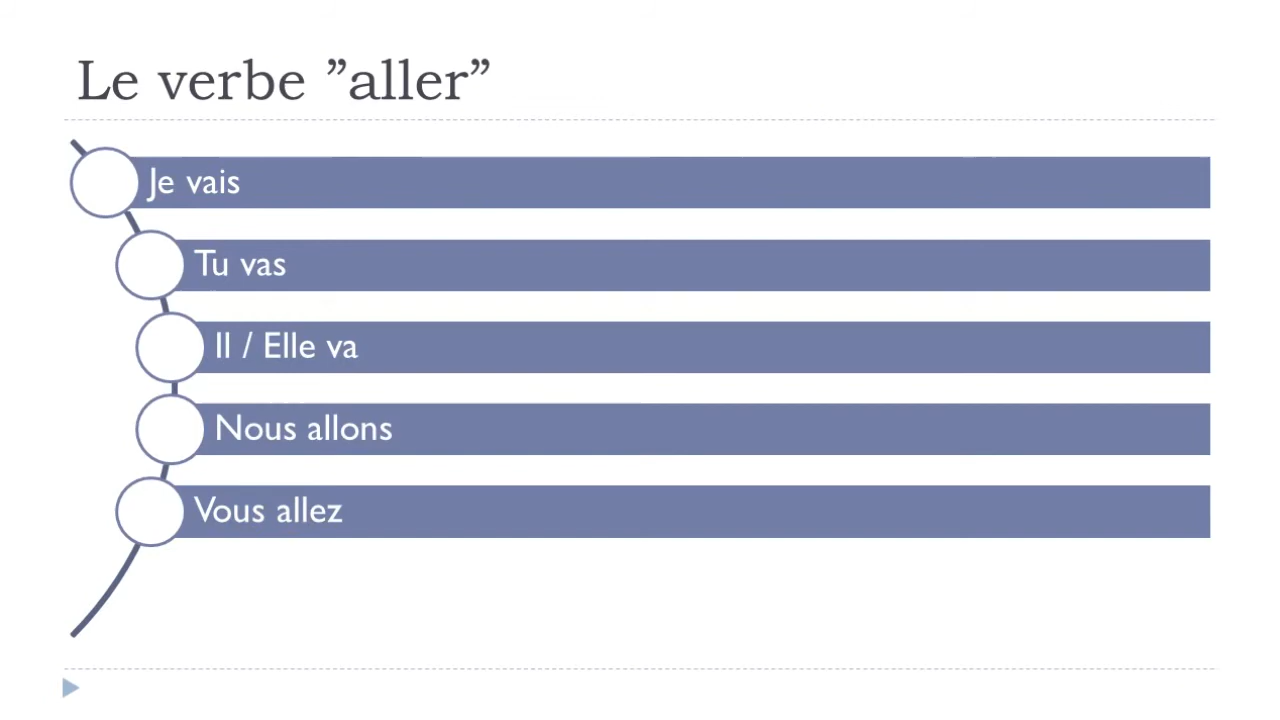 Le verbe ”aller”
Je vais
Tu vas
Il / Elle va
Nous allons
Vous allez